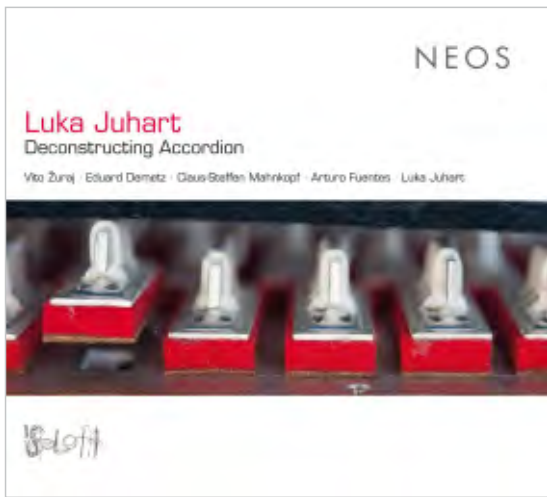 NEOS
Luka Juhart
Deconstructing Accordion
Vito Žuraj · Eduard Demetz · Claus-Steffen Mahnkopf · Arturo Fuentes · Luka Juhart